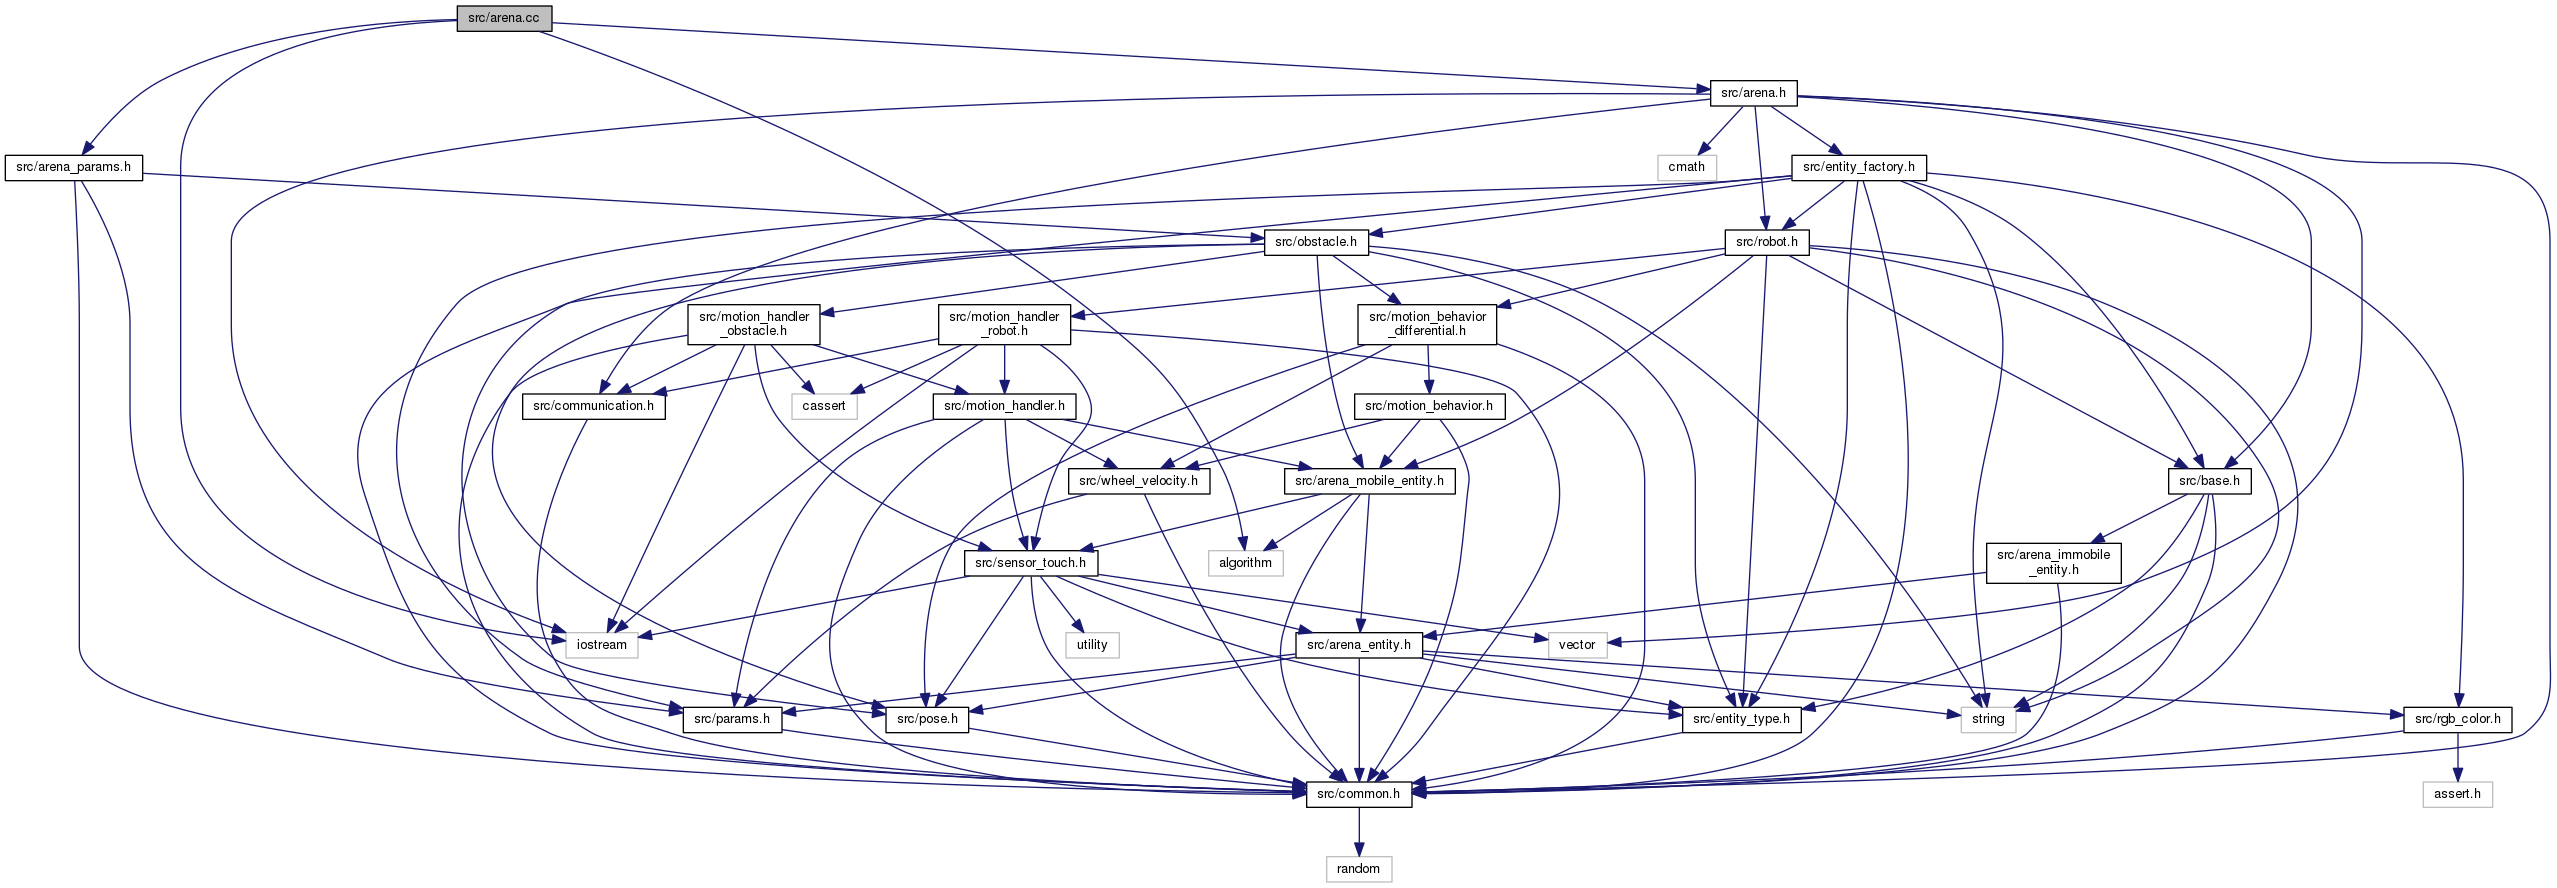 src/arena.cc
src/arena.h
src/arena_params.h
cmath
src/entity_factory.h
src/obstacle.h
src/robot.h
src/motion_handler
_obstacle.h
src/motion_handler
_robot.h
src/motion_behavior
_differential.h
src/communication.h
cassert
src/motion_handler.h
src/motion_behavior.h
src/wheel_velocity.h
src/arena_mobile_entity.h
src/base.h
src/sensor_touch.h
algorithm
src/arena_immobile
_entity.h
iostream
utility
src/arena_entity.h
vector
src/params.h
src/pose.h
src/entity_type.h
string
src/rgb_color.h
src/common.h
assert.h
random